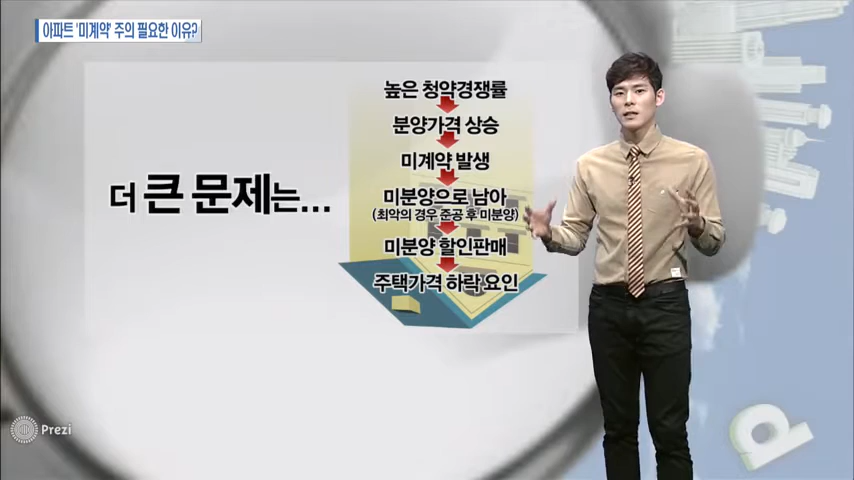 아파트 '미계약' 주의 필요한 이유?
높은 청약경쟁률
분양가격 상승
미계약 발생
더 큰 문제는...
미분양으로 남아
(최악의 경우 준공 후 미분양)
미분양 할인판매
주택가격 하락 요인
Prezi